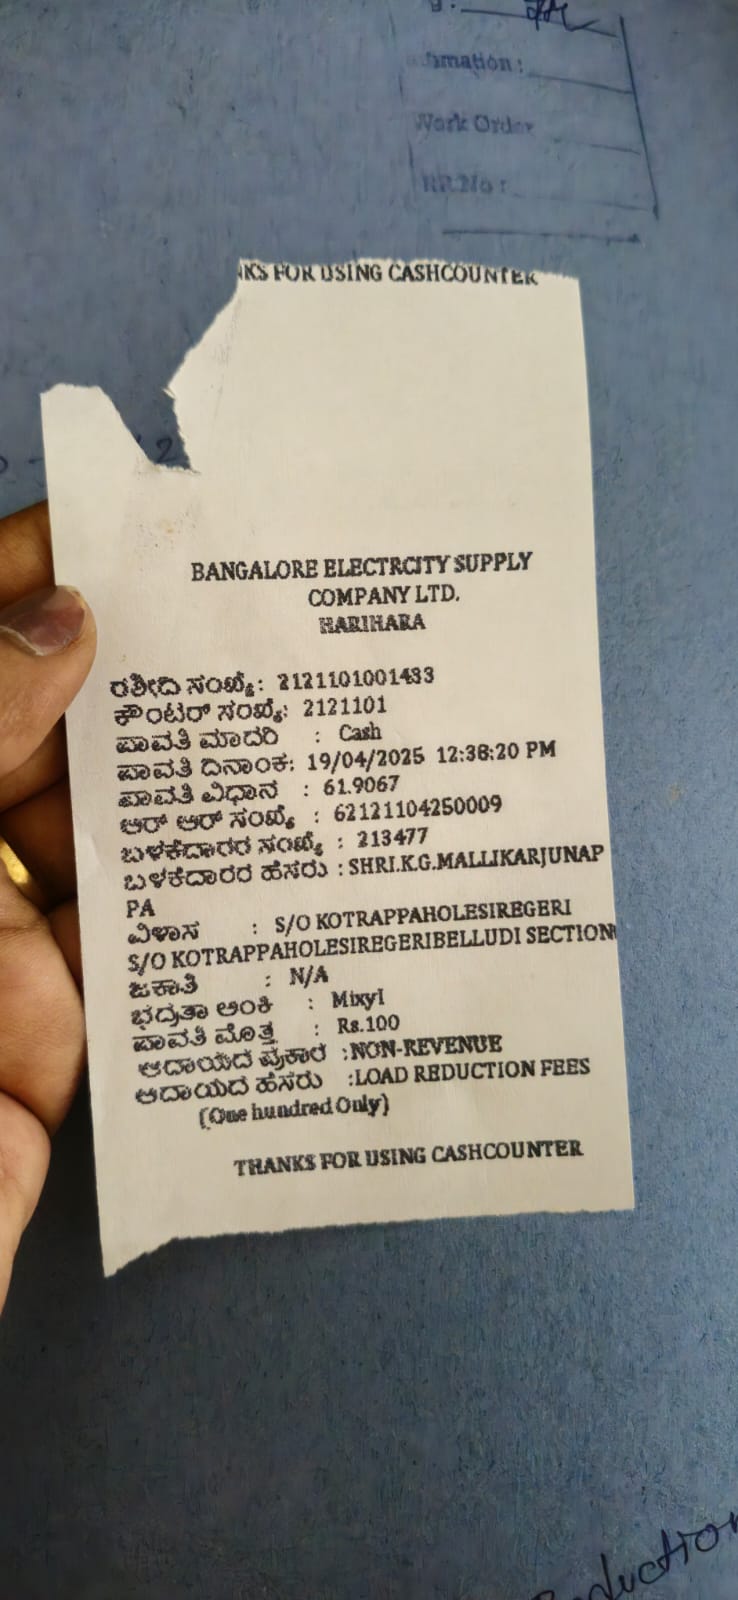 mation :
Work Order
RR.No :
KS FOR USING CASHCOUNTER
BANGALORE ELECTRCITY SUPPLY
COMPANY LTD.
HARIHARA
ರಶೀದಿ ಸಂಖ್ಯೆ: 2121101001433
ಕೌಂಟರ್ ಸಂಖ್ಯೆ: 2121101
ಪಾವತಿ ಮಾದರಿ : Cash
ಪಾವತಿ ದಿನಾಂಕ: 19/04/2025 12:38:20 PM
ಪಾವತಿ ವಿಧಾನ : 61.9067
ಆರ್ ಆರ್ ಸಂಖ್ಯೆ : 62121104250009
ಬಳಕೆದಾರರ ಸಂಖ್ಯೆ : 213477
ಬಳಕೆದಾರರ ಹೆಸರು :SHRI.K.G.MALLIKARJUNAP
PA
ವಿಳಾಸ : S/O KOTRAPPAHOLESIREGERI
S/O KOTRAPPAHOLESIREGERIBELLUDI SECTION
ಜಕಾತಿ : N/A
ಭದ್ರತಾ ಅಂಕಿ : MixyI
ಪಾವತಿ ಮೊತ್ತ : Rs.100
ಆದಾಯದ ಪ್ರಕಾರ :NON-REVENUE
ಆದಾಯದ ಹೆಸರು :LOAD REDUCTION FEES
(One hundred Only)
THANKS FOR USING CASHCOUNTER